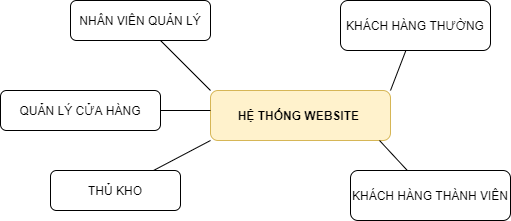 NHÂN VIÊN QUẢN LÝ
KHÁCH HÀNG THƯỜNG
QUẢN LÝ CỬA HÀNG
HỆ THỐNG WEBSITE
THỦ KHO
KHÁCH HÀNG THÀNH VIÊN